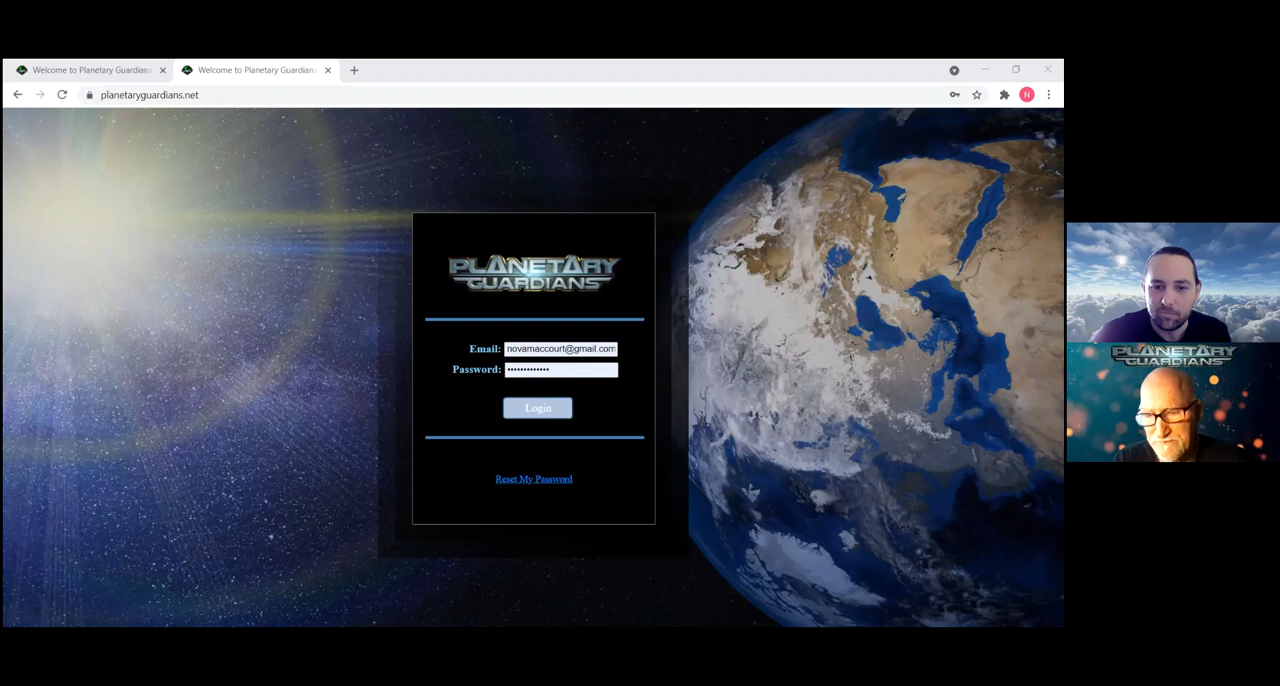 Welcome to Planetary Guardians
Welcome to Planetary Guardians
planetaryguardians.net
N
PLANETARY
GUARDIANS
Email: novamaccourt@gmail.com
Password: •••••••••••••
Login
Reset My Password
PLANETARY
GUARDIANS